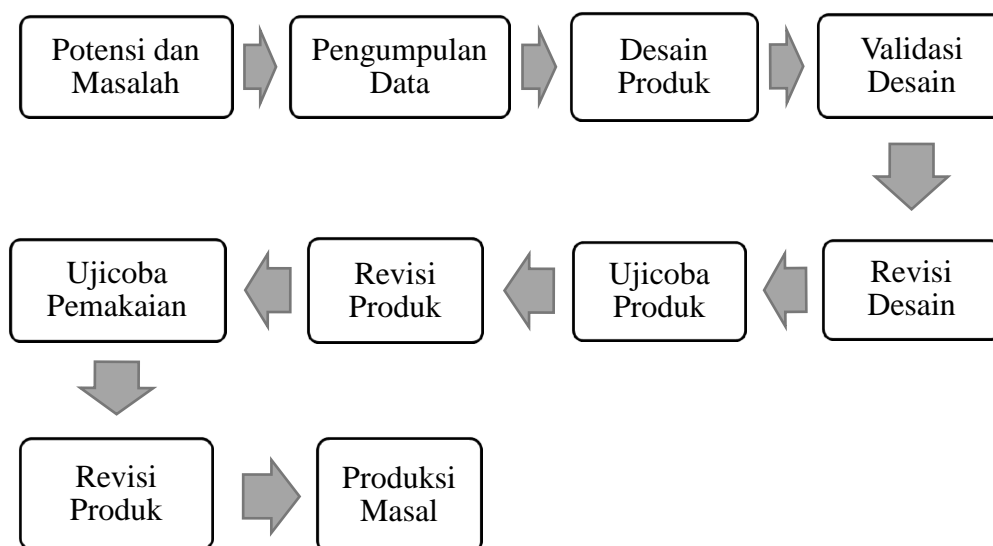 Potensi dan
Masalah
Pengumpulan
Data
Desain
Produk
Validasi
Desain
Revisi
Desain
Ujicoba
Produk
Revisi
Produk
Ujicoba
Pemakaian
Revisi
Produk
Produksi
Masal